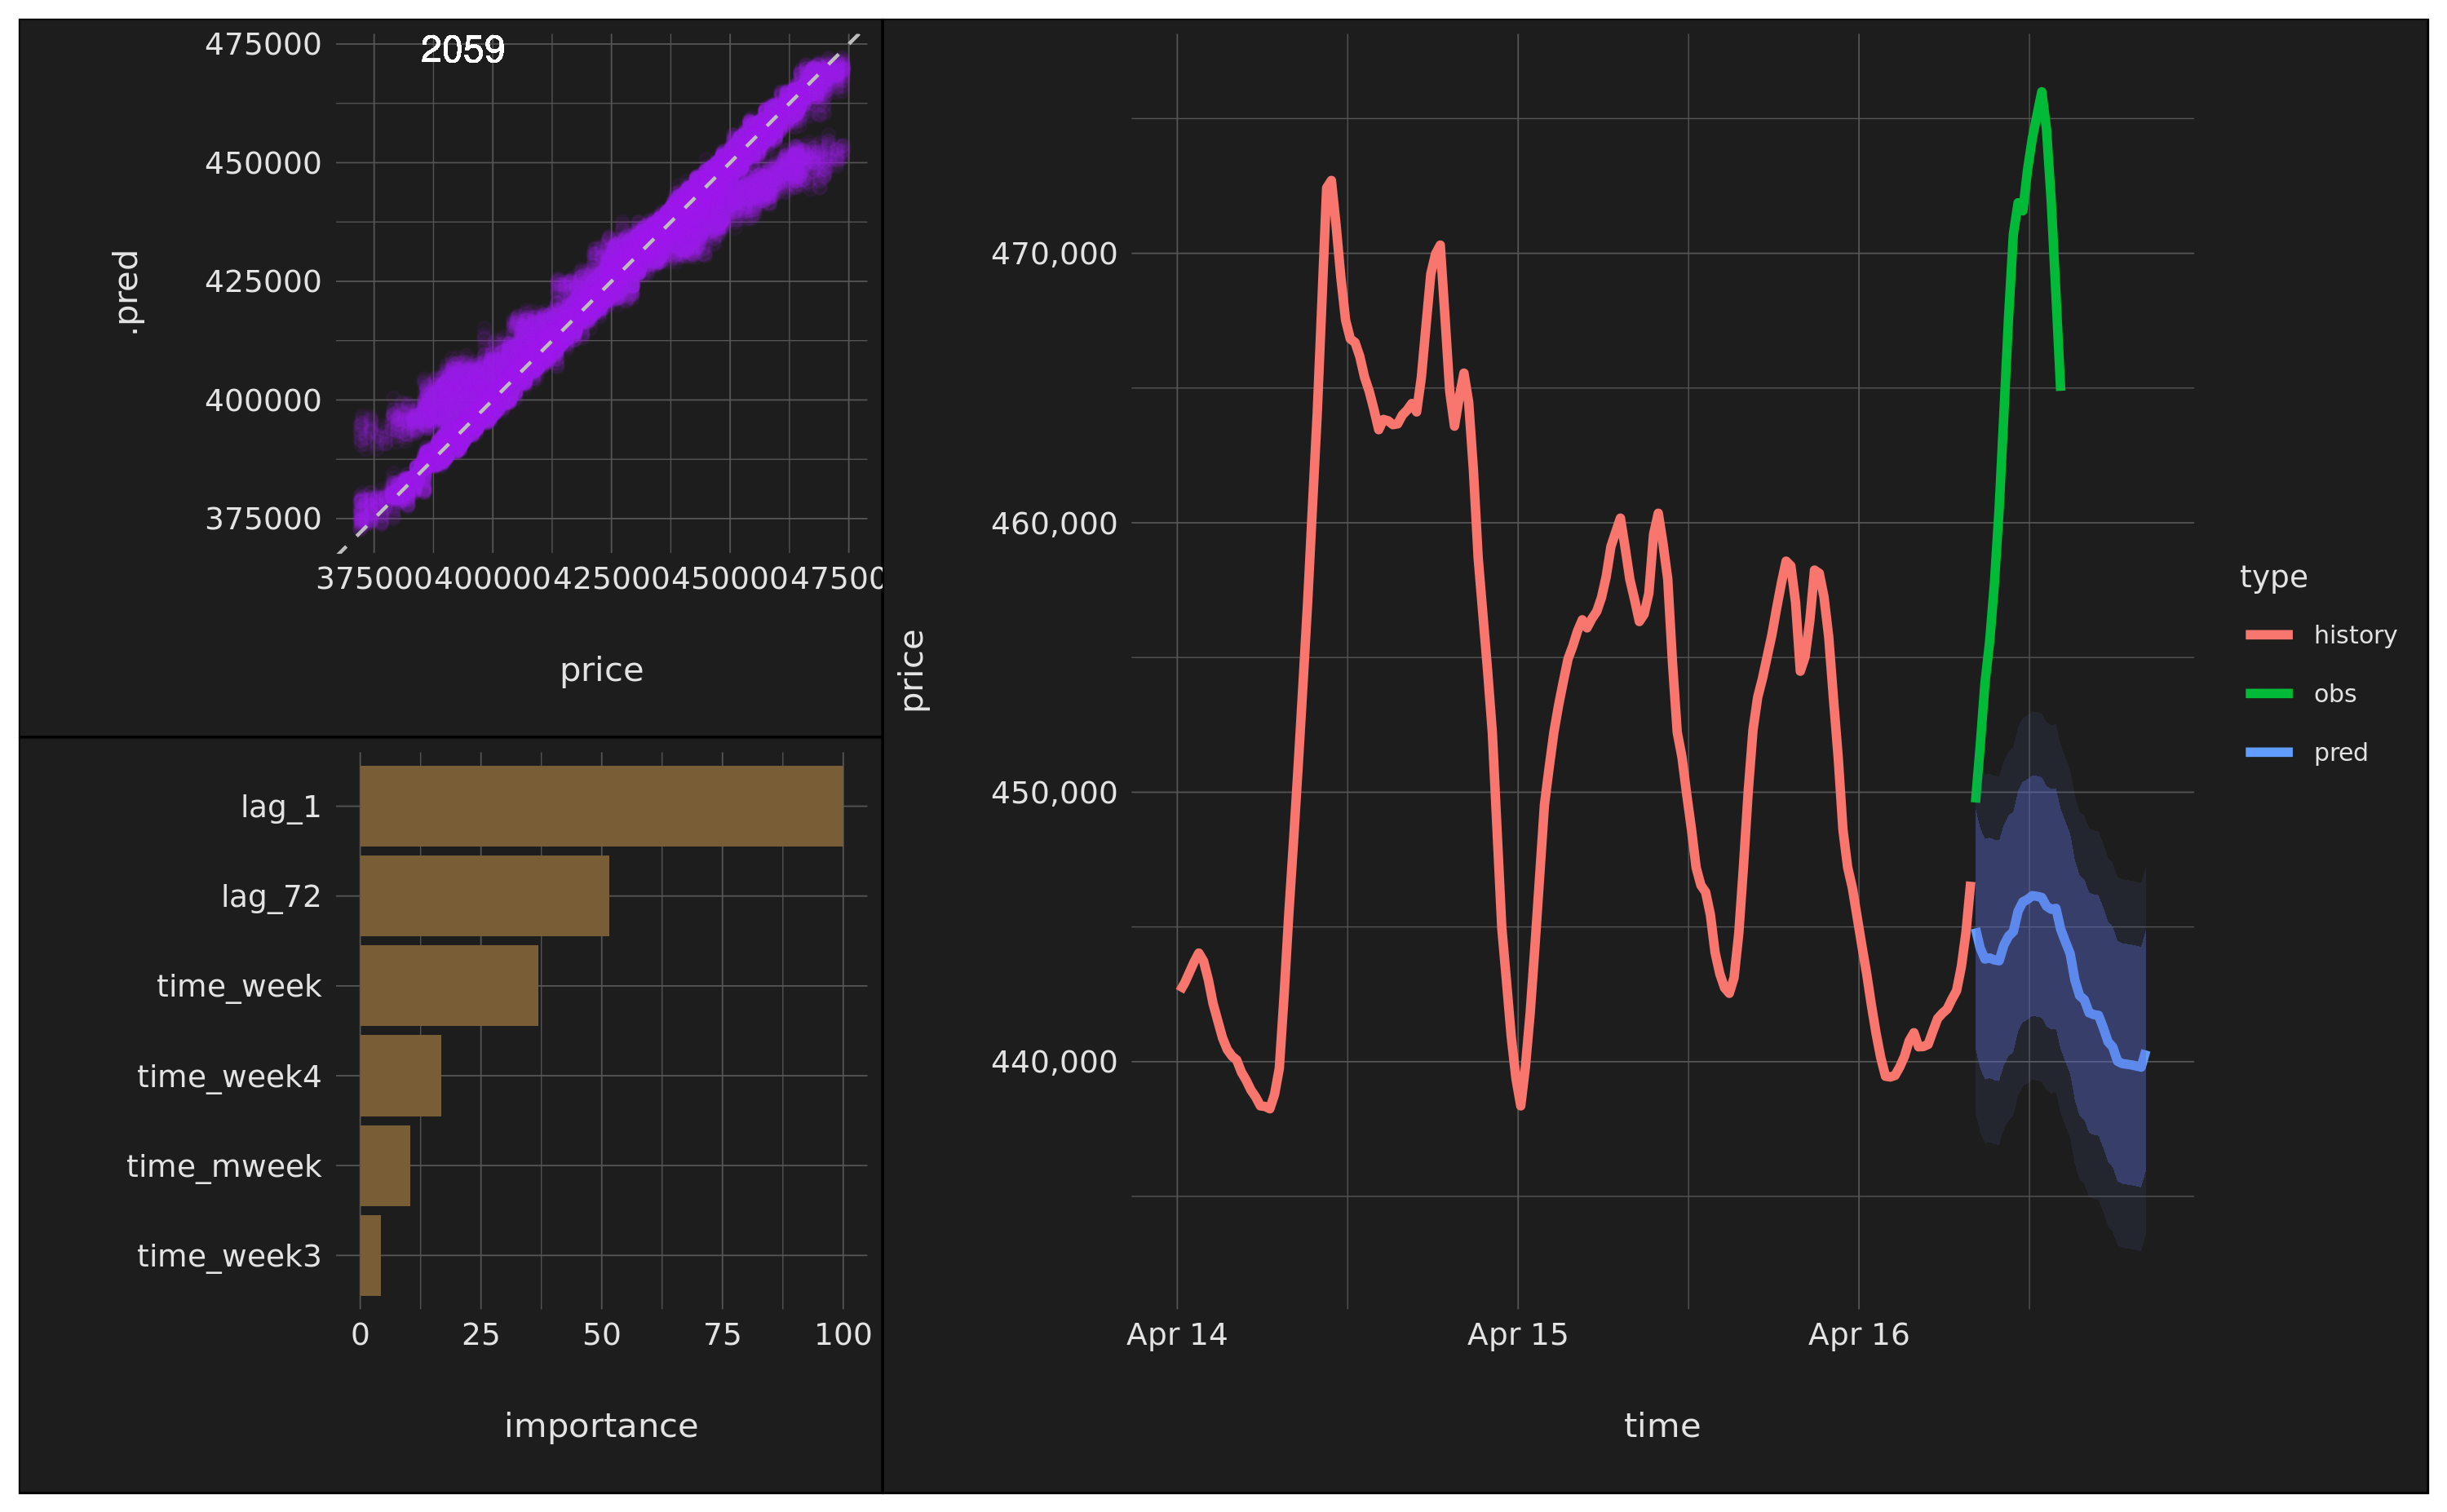 475000
450000
425000
400000
375000
.pred
2059
375000 400000 425000 450000 47500
price
lag_1
lag_72
time_week
time_week4
time_mweek
time_week3
0 25 50 75 100
importance
470,000
460,000
450,000
440,000
price
Apr 14 Apr 15 Apr 16
time
type
history
obs
pred